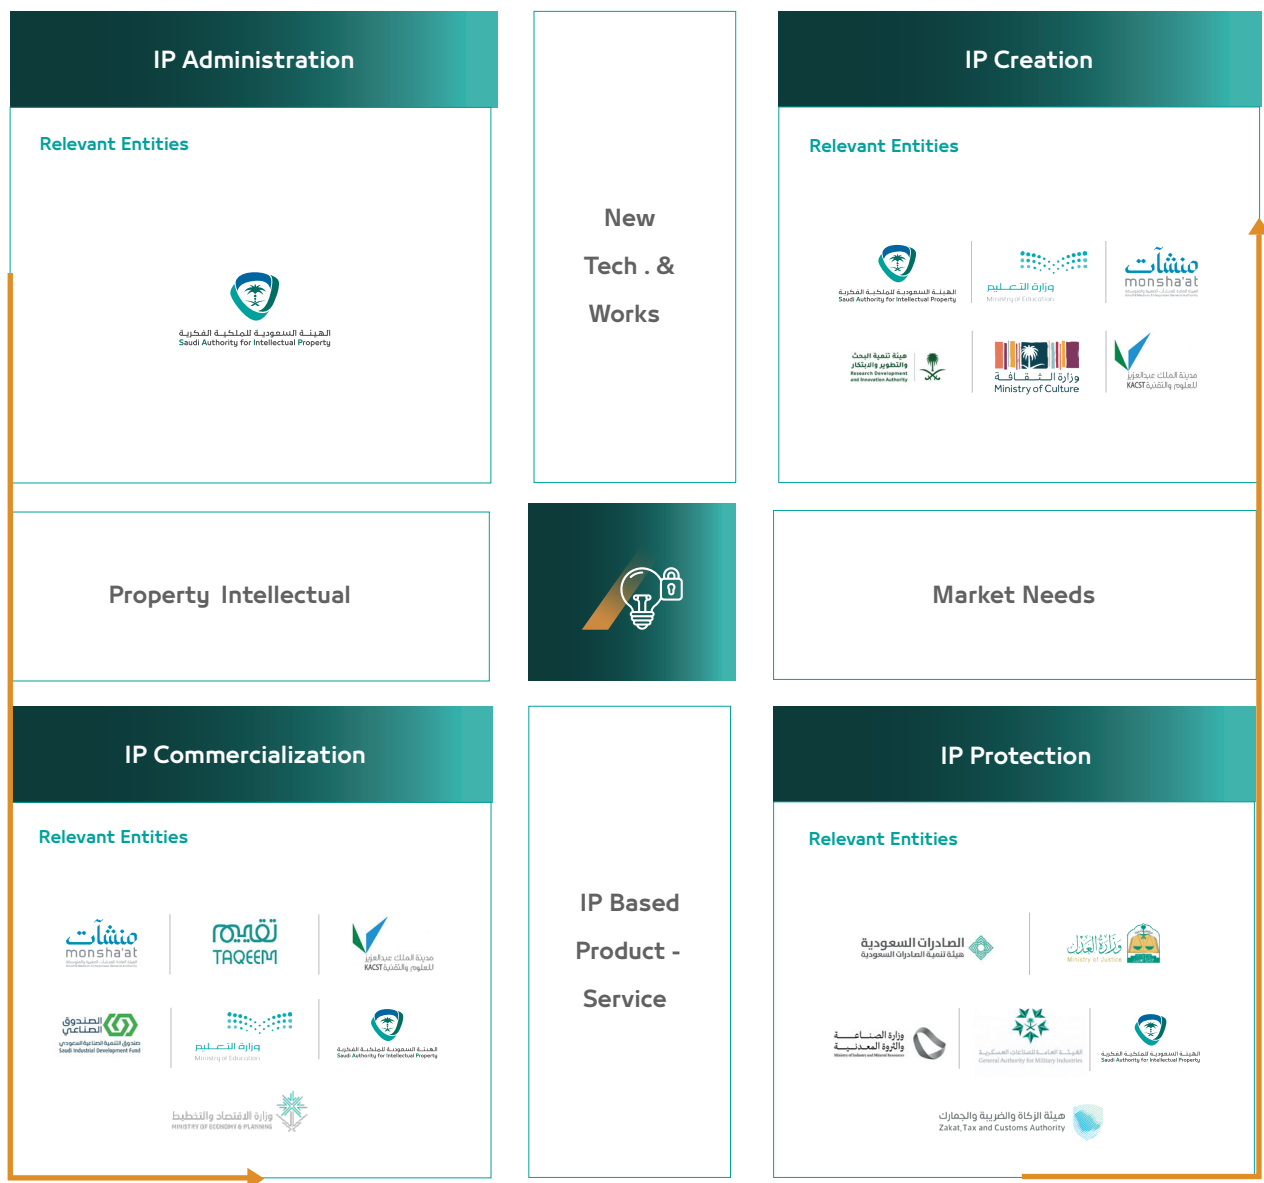 IP Administration
Relevant Entities
الهيئة السعودية للملكية الفكرية
Saudi Authority for Intellectual Property
New
Tech . &
Works
IP Creation
Relevant Entities
الهيئة السعودية للملكية الفكرية
Saudi Authority for Intellectual Property
وزارة التعليم
Ministry of Education
منشآت
monsha'at
هيئة تنمية البحث
والتطوير والابتكار
Research Development
and Innovation Authority
وزارة الثقافة
Ministry of Culture
مدينة الملك عبدالعزيز
للعلوم والتقنية KACST
Property Intellectual
Market Needs
IP Commercialization
Relevant Entities
منشآت
monsha'at
تقييم
TAQEEM
مدينة الملك عبدالعزيز
للعلوم والتقنية KACST
الصندوق
الصناعي
صندوق التنمية الصناعية السعودي
Saudi Industrial Development Fund
وزارة التعليم
Ministry of Education
الهيئة السعودية للملكية الفكرية
Saudi Authority for Intellectual Property
وزارة الاقتصاد والتخطيط
MINISTRY OF ECONOMY & PLANNING
IP Based
Product -
Service
IP Protection
Relevant Entities
الصادرات السعودية
هيئة تنمية الصادرات السعودية
وزارة العدل
Ministry of Justice
وزارة الصناعة
والثروة المعدنية
Ministry of Industry and Mineral Resources
الهيئة العامة للصناعات العسكرية
General Authority for Military Industries
الهيئة السعودية للملكية الفكرية
Saudi Authority for Intellectual Property
هيئة الزكاة والضريبة والجمارك
Zakat, Tax and Customs Authority